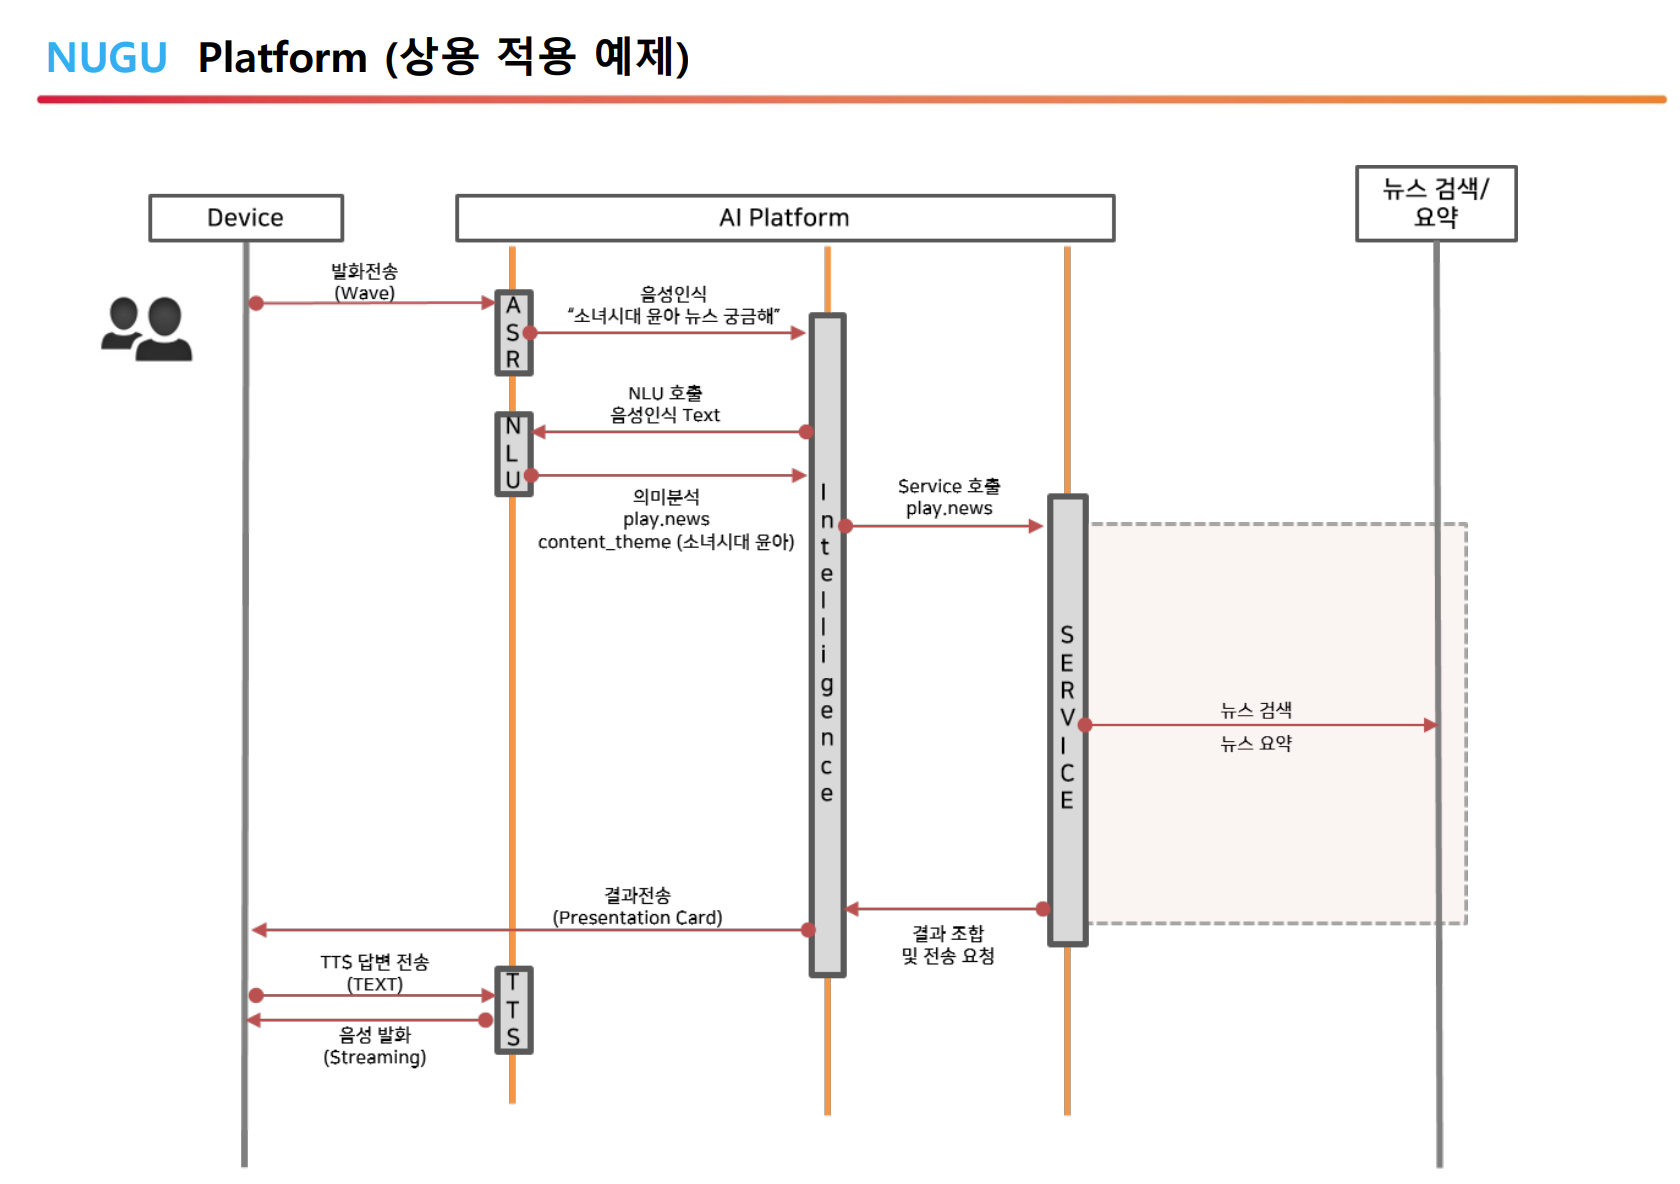 NUGU Platform (상용 적용 예제)
Device
AI Platform
뉴스 검색/
요약
발화전송
(Wave)
ASR
음성인식
“소녀시대 윤아 뉴스 궁금해”
NLU 호출
음성인식 Text
NLU
의미분석
play.news
content_theme (소녀시대 윤아)
Intelligence
Service 호출
play.news
SERVICE
뉴스 검색
뉴스 요약
결과전송
(Presentation Card)
결과 조합
및 전송 요청
TTS 답변 전송
(TEXT)
TTS
음성 발화
(Streaming)